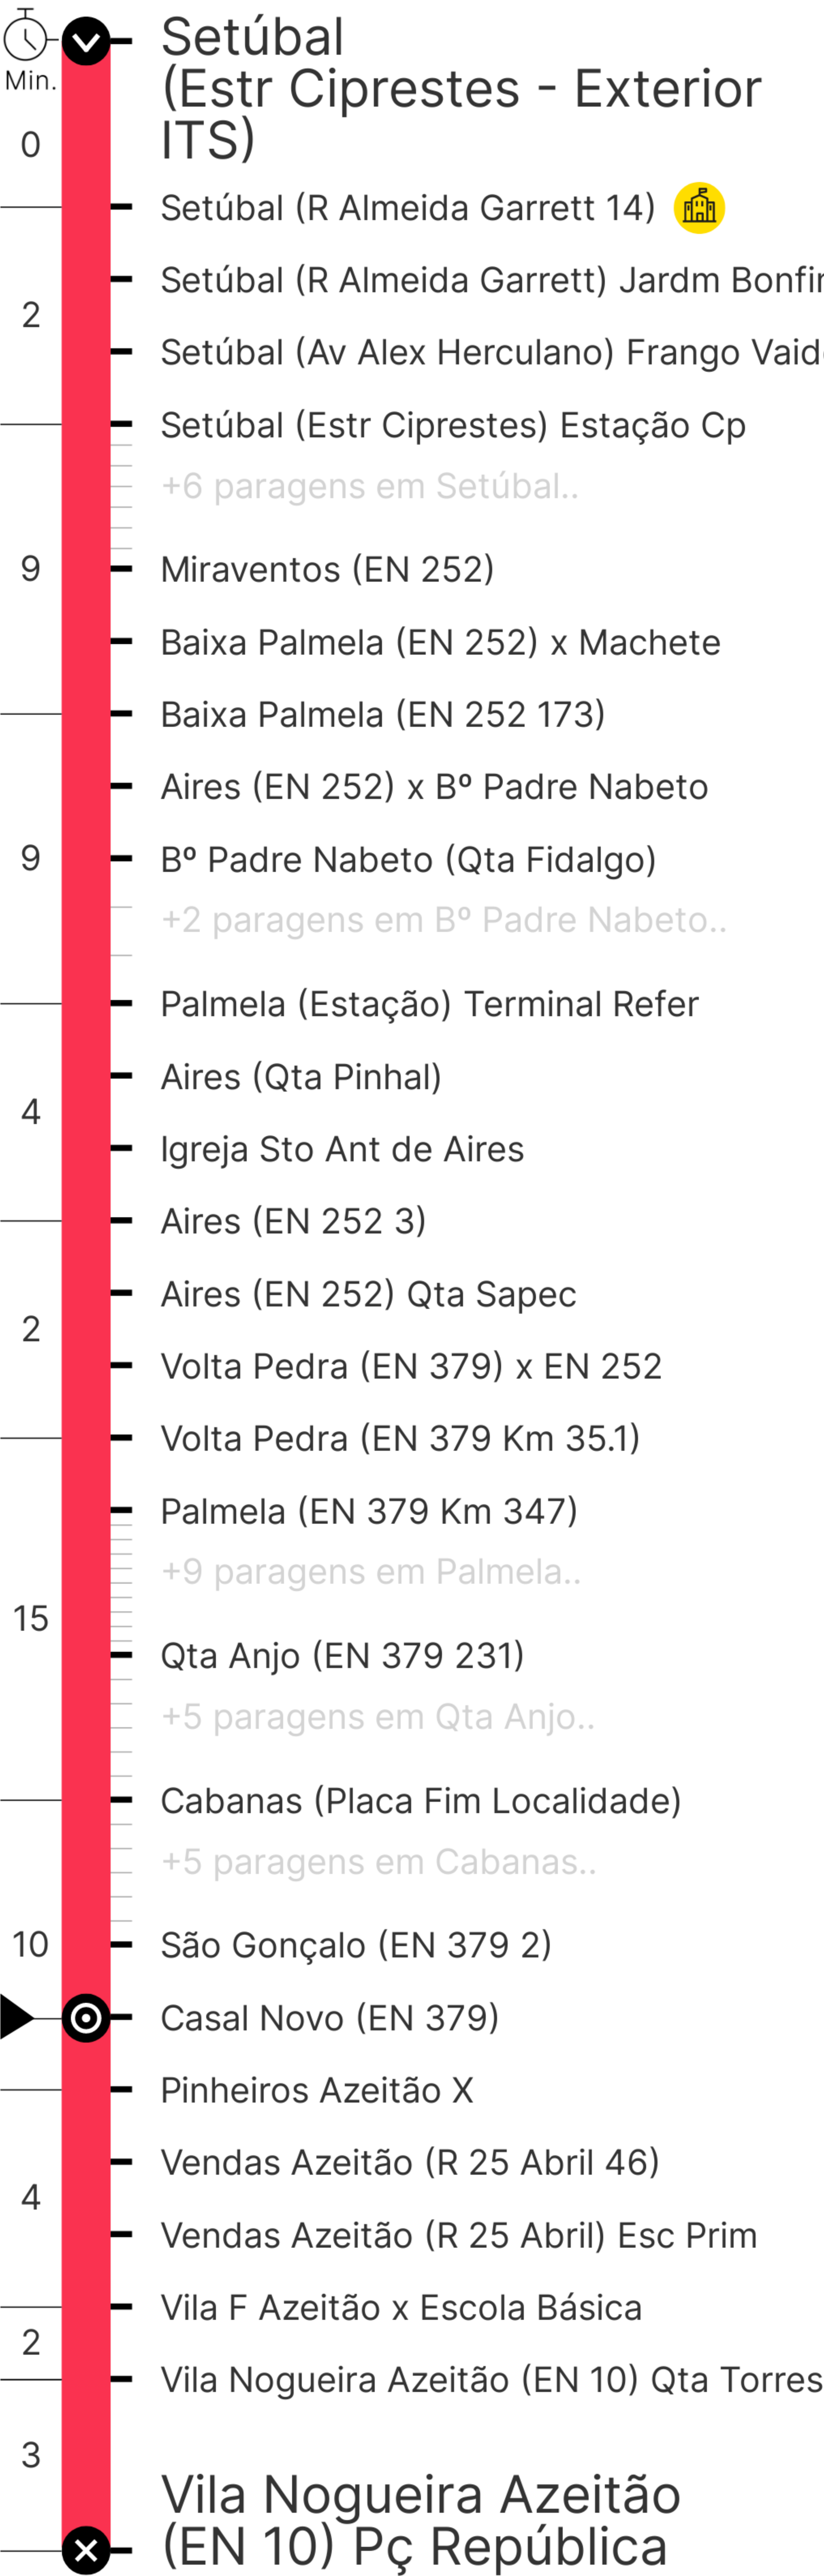 Setúbal
(Estr Ciprestes - Exterior
ITS)
Min.
0
Setúbal (R Almeida Garrett 14)
Setúbal (R Almeida Garrett) Jardm
2
Setúbal (Av Alex Herculano) Frango
Setúbal (Estr Ciprestes) Estação Cp
+6 paragens em Setúbal..
9
Miraventos (EN 252)
Baixa Palmela (EN 252) x Machete
Baixa Palmela (EN 252 173)
Aires (EN 252) x Bº Padre Nabeto
9
Bº Padre Nabeto (Qta Fidalgo)
+2 paragens em Bº Padre Nabeto..
Palmela (Estação) Terminal Refer
Aires (Qta Pinhal)
4
Igreja Sto Ant de Aires
Aires (EN 252 3)
Aires (EN 252) Qta Sapec
2
Volta Pedra (EN 379) x EN 252
Volta Pedra (EN 379 Km 35.1)
Palmela (EN 379 Km 347)
+9 paragens em Palmela..
15
Qta Anjo (EN 379 231)
+5 paragens em Qta Anjo..
Cabanas (Placa Fim Localidade)
+5 paragens em Cabanas..
10
São Gonçalo (EN 379 2)
Casal Novo (EN 379)
Pinheiros Azeitão X
Vendas Azeitão (R 25 Abril 46)
4
Vendas Azeitão (R 25 Abril) Esc Prim
Vila F Azeitão x Escola Básica
2
Vila Nogueira Azeitão (EN 10) Qta Torres
3
Vila Nogueira Azeitão
(EN 10) Pç República